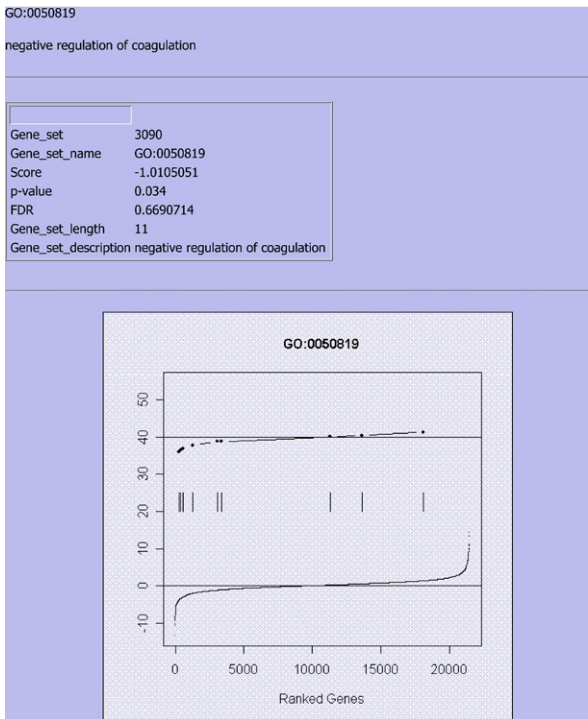 GO:0050819
negative regulation of coagulation
Gene_set 3090
Gene_set_name GO:0050819
Score -1.0105051
p-value 0.034
FDR 0.6690714
Gene_set_length 11
Gene_set_description negative regulation of coagulation
GO:0050819
50
40
30
20
10
0
-10
0 5000 10000 15000 20000
Ranked Genes